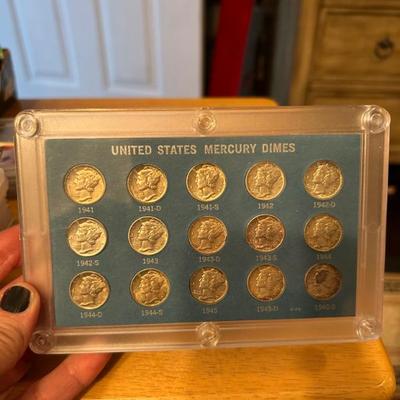 UNITED STATES MERCURY DIMES
1941 1941-D 1941-S 1942 1942-D
1942-S 1943 1943-D 1943-S 1944
1944-D 1944-S 1945 1945-D 1945-S